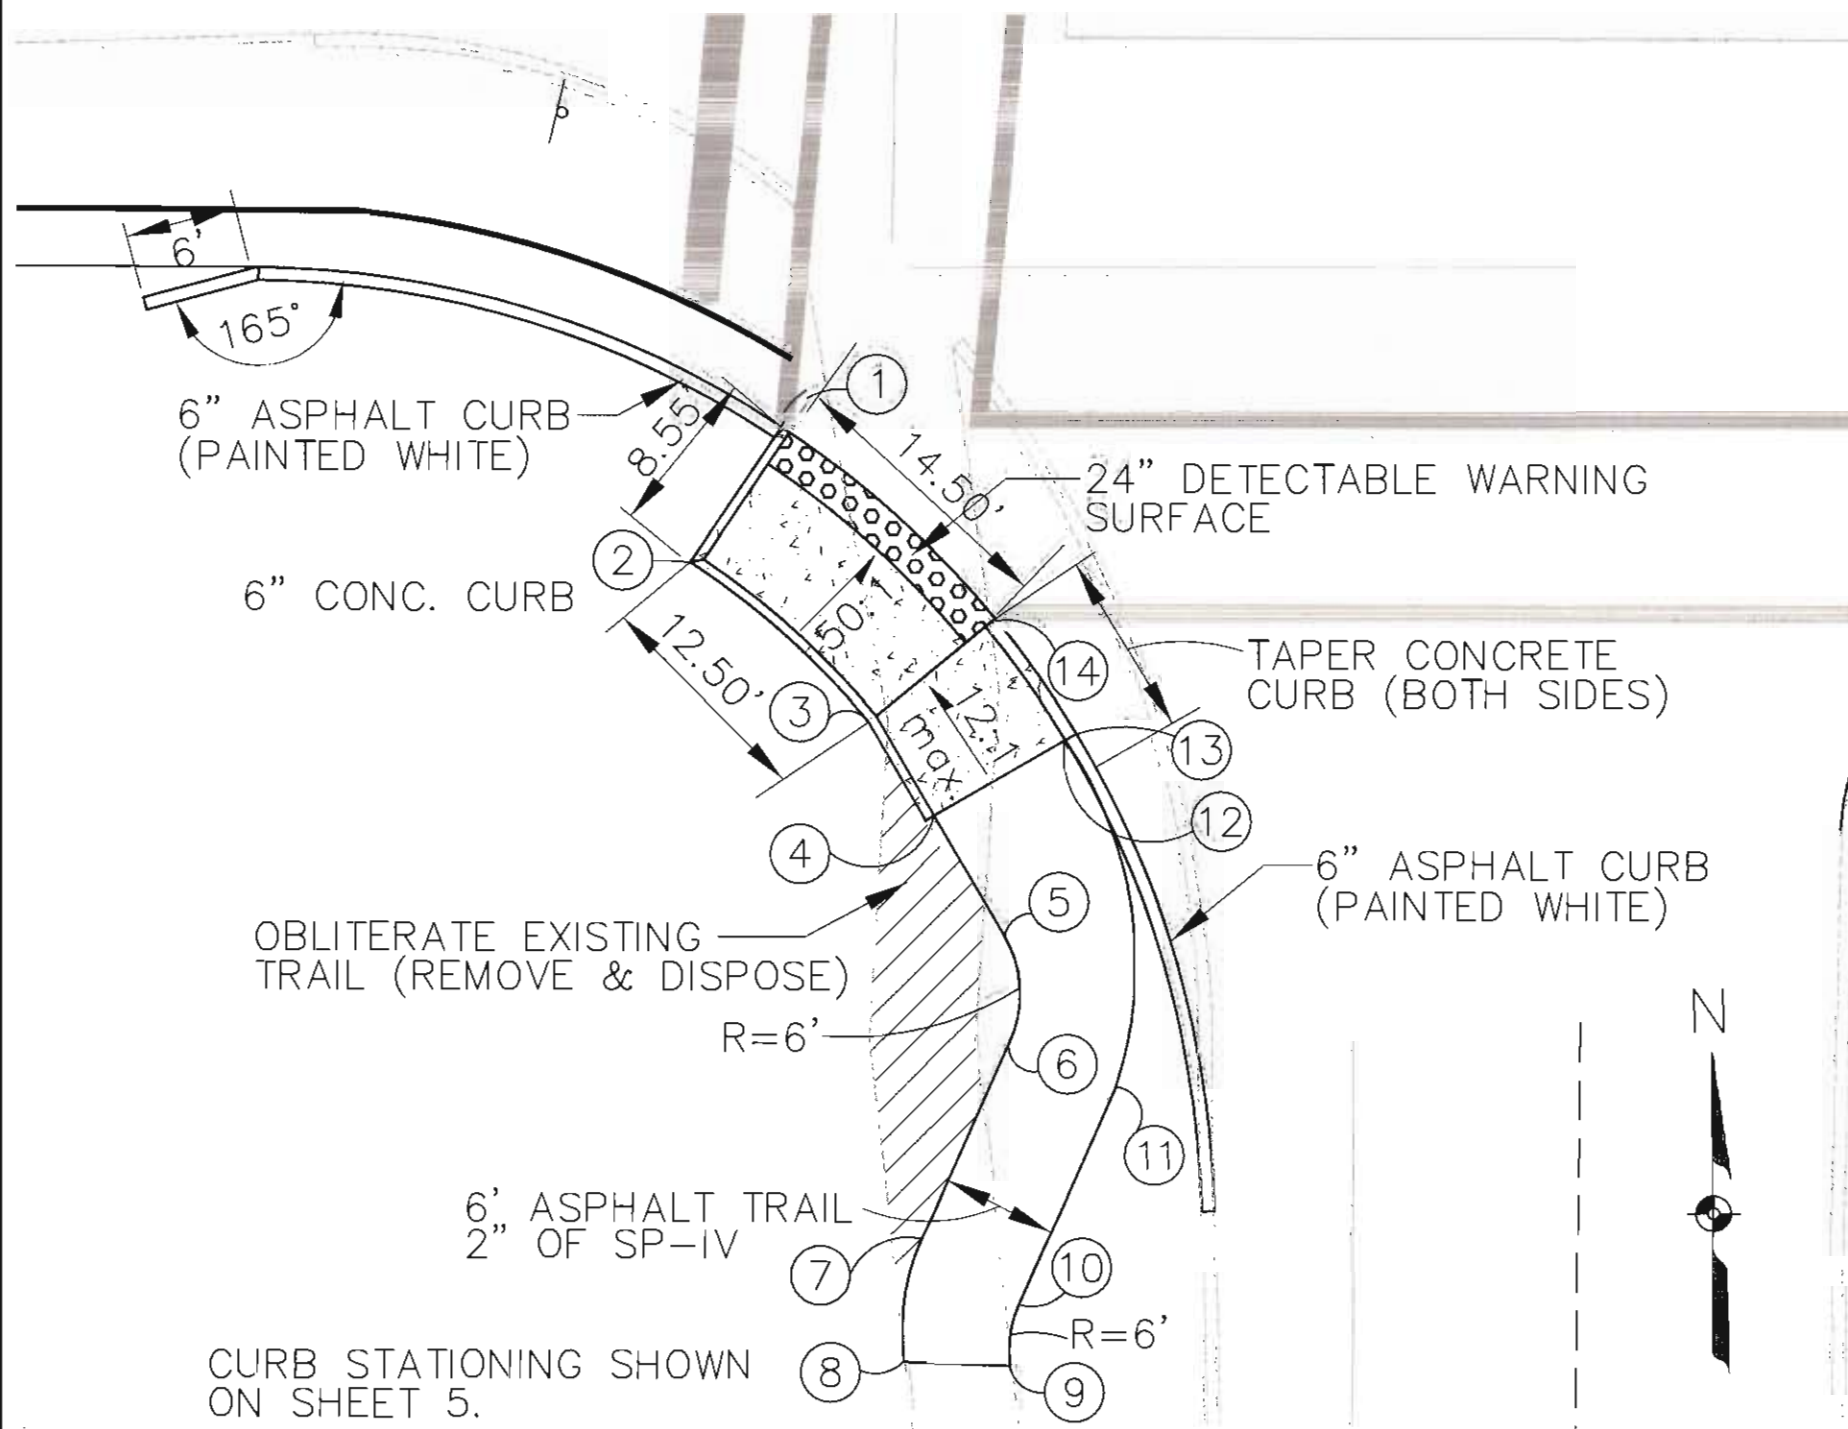 6'
165°
6” ASPHALT CURB
(PAINTED WHITE)
8.55'
1
14.50'
24” DETECTABLE WARNING
SURFACE
2
6” CONC. CURB
50:1
12.50'
3
14
TAPER CONCRETE
CURB (BOTH SIDES)
12:1
max.
13
12
4
6” ASPHALT CURB
(PAINTED WHITE)
5
OBLITERATE EXISTING
TRAIL (REMOVE & DISPOSE)
R=6'
6
N
11
6' ASPHALT TRAIL
2” OF SP-IV
7
10
R=6'
8
9
CURB STATIONING SHOWN
ON SHEET 5.